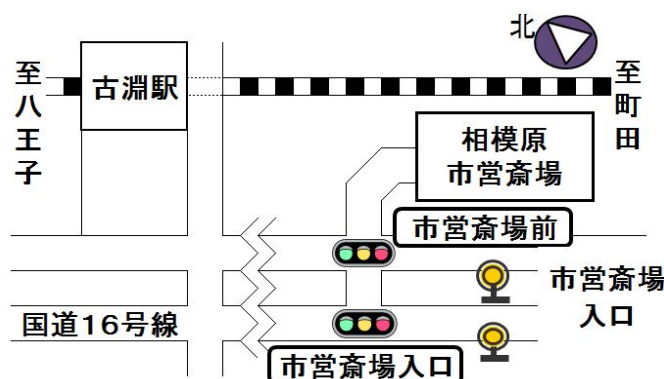 北
至八王子
古淵駅
至町田
相模原
市営斎場
市営斎場前
市営斎場
入口
国道16号線
市営斎場入口